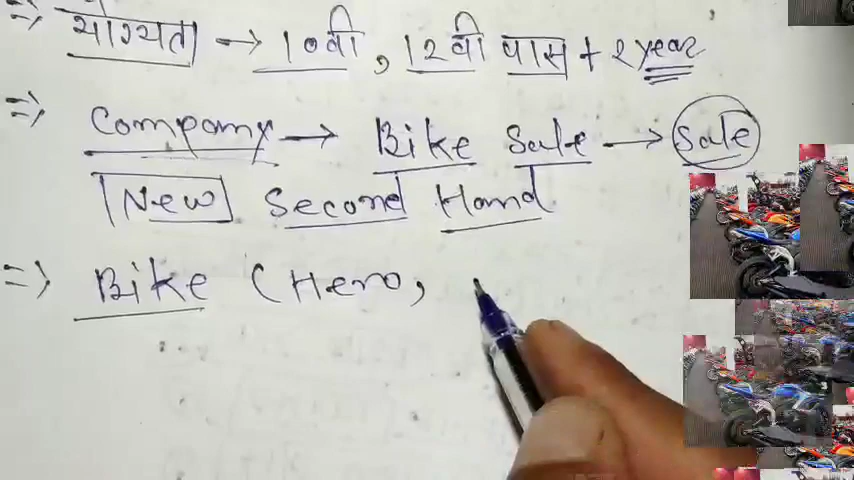 => योग्यता → 10वी, 12वी पास + 2 year
=> Company → Bike Sale → Sale
New Second Hand
=> Bike (Hero,